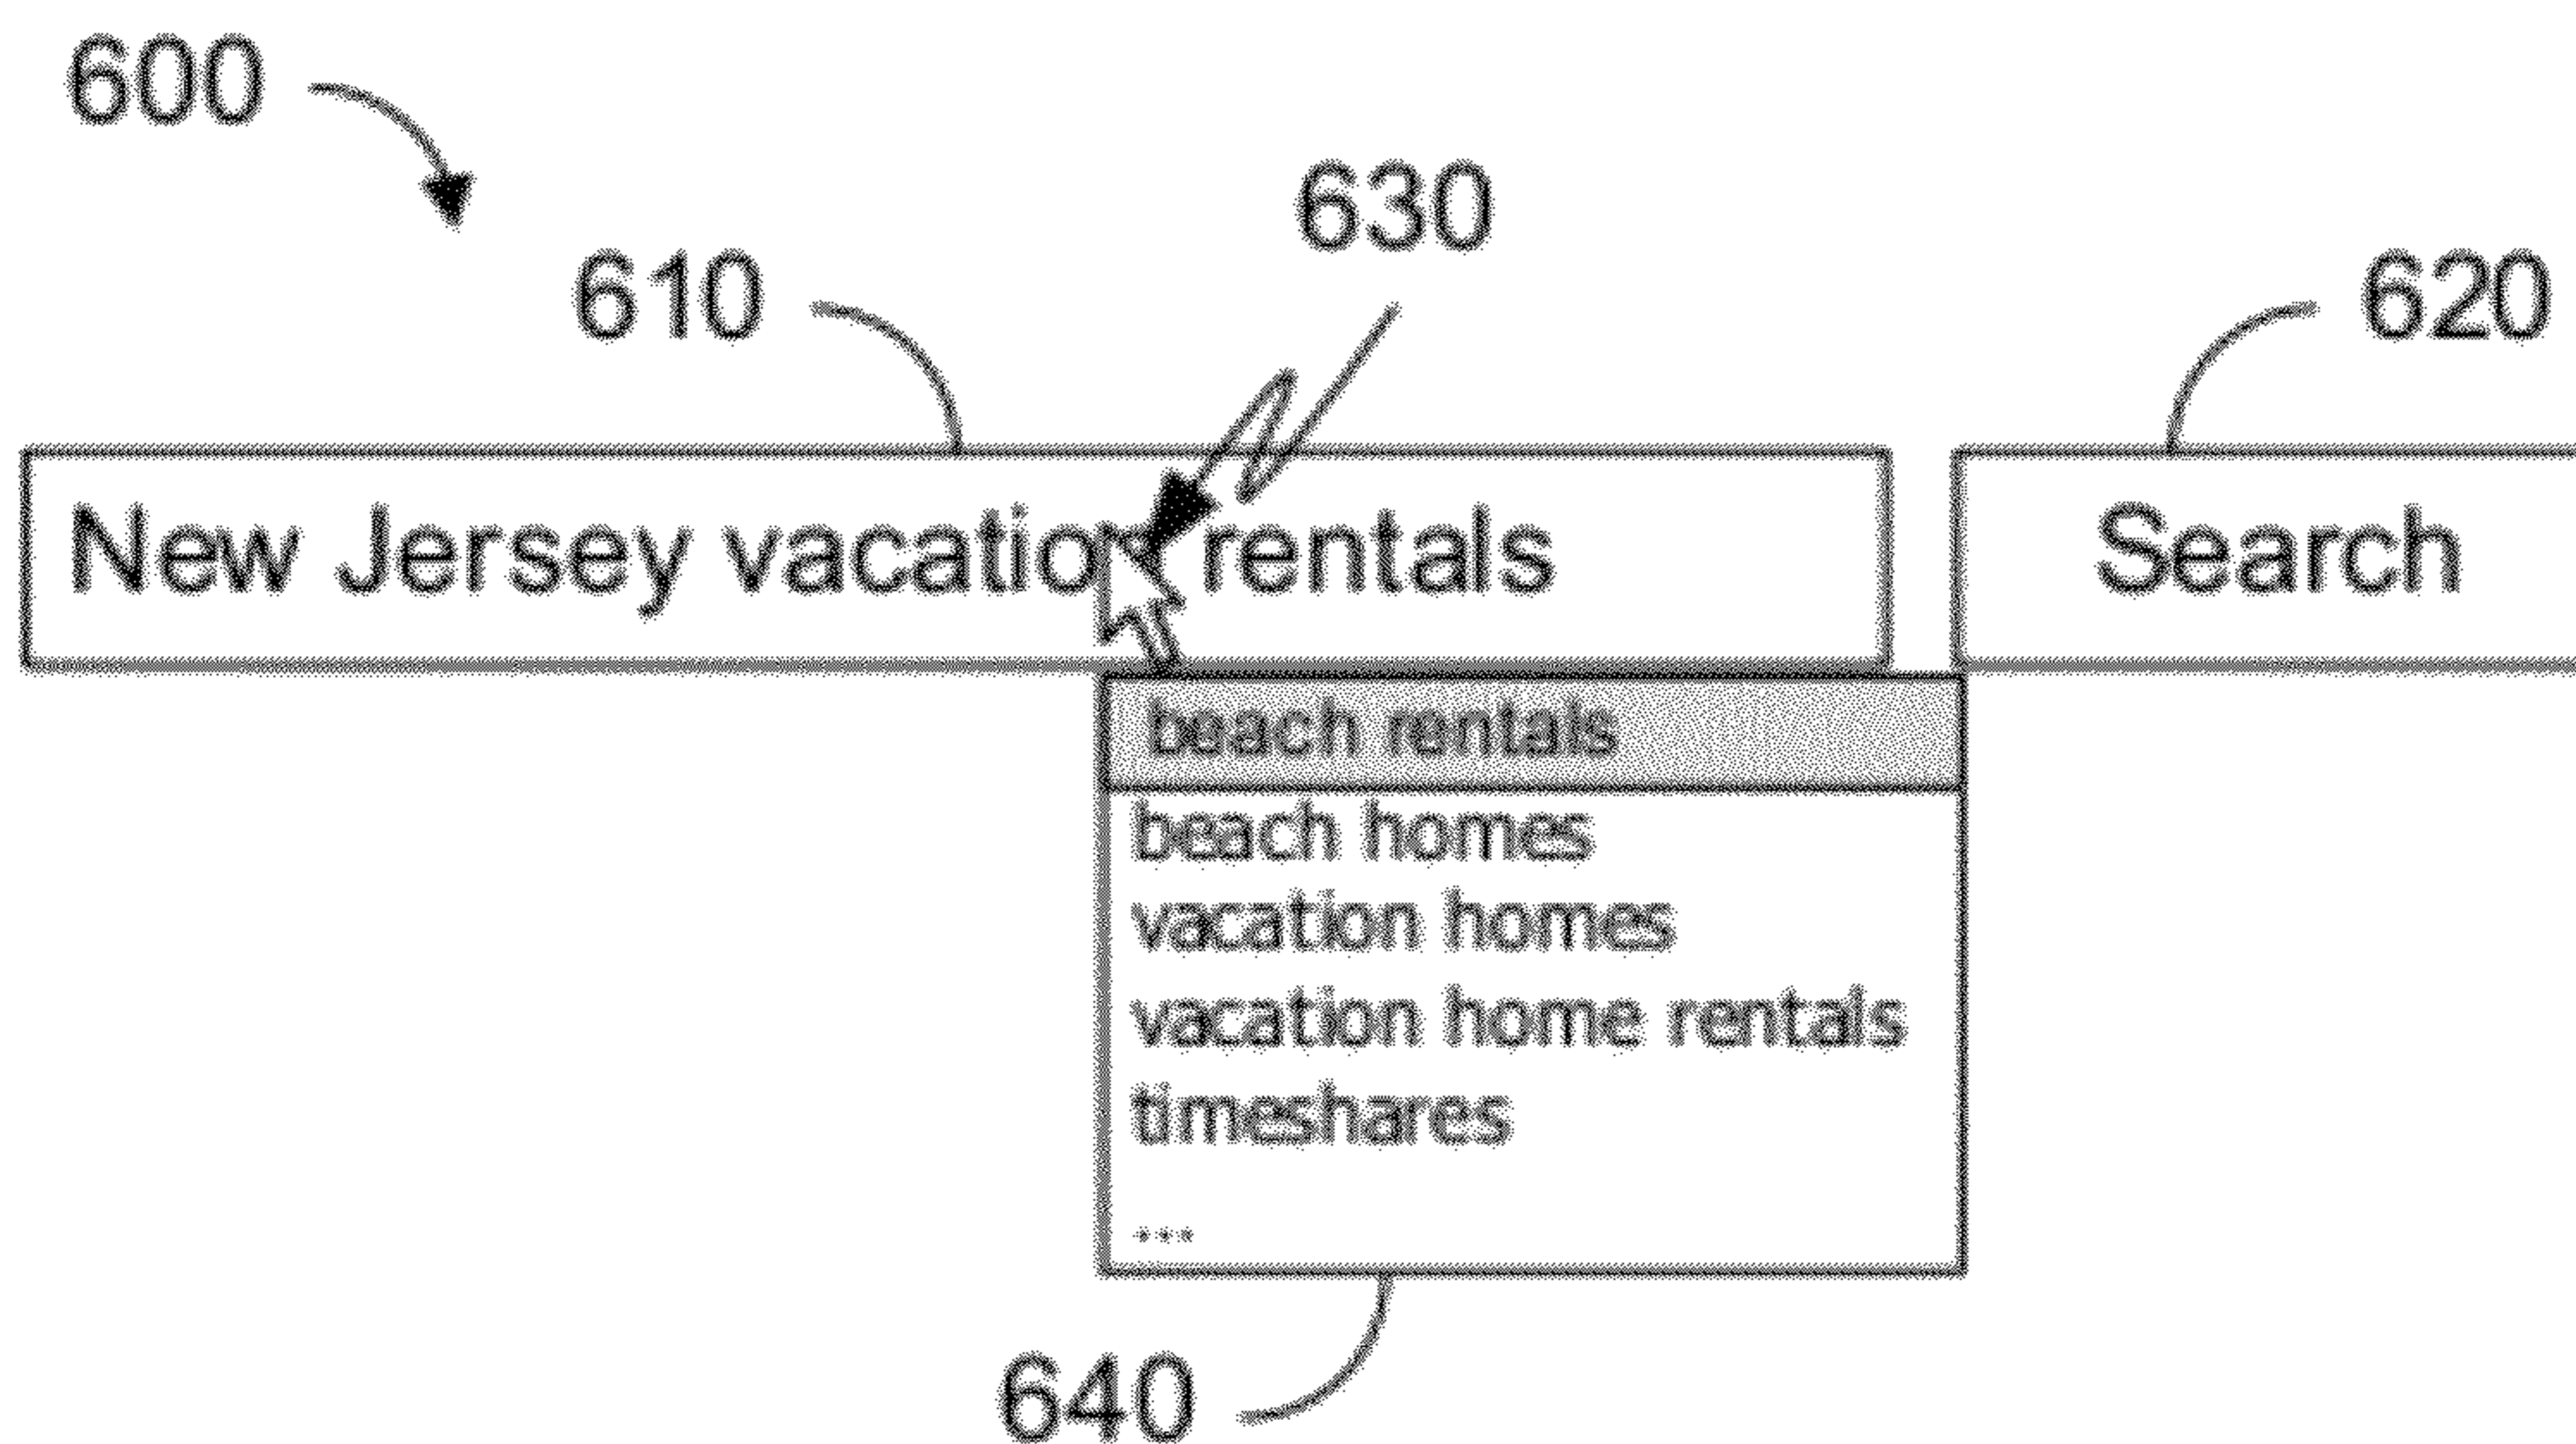 600
630
610
620
New Jersey vacation rentals
Search
beach rentals
beach homes
vacation homes
vacation home rentals
timeshares
...
640